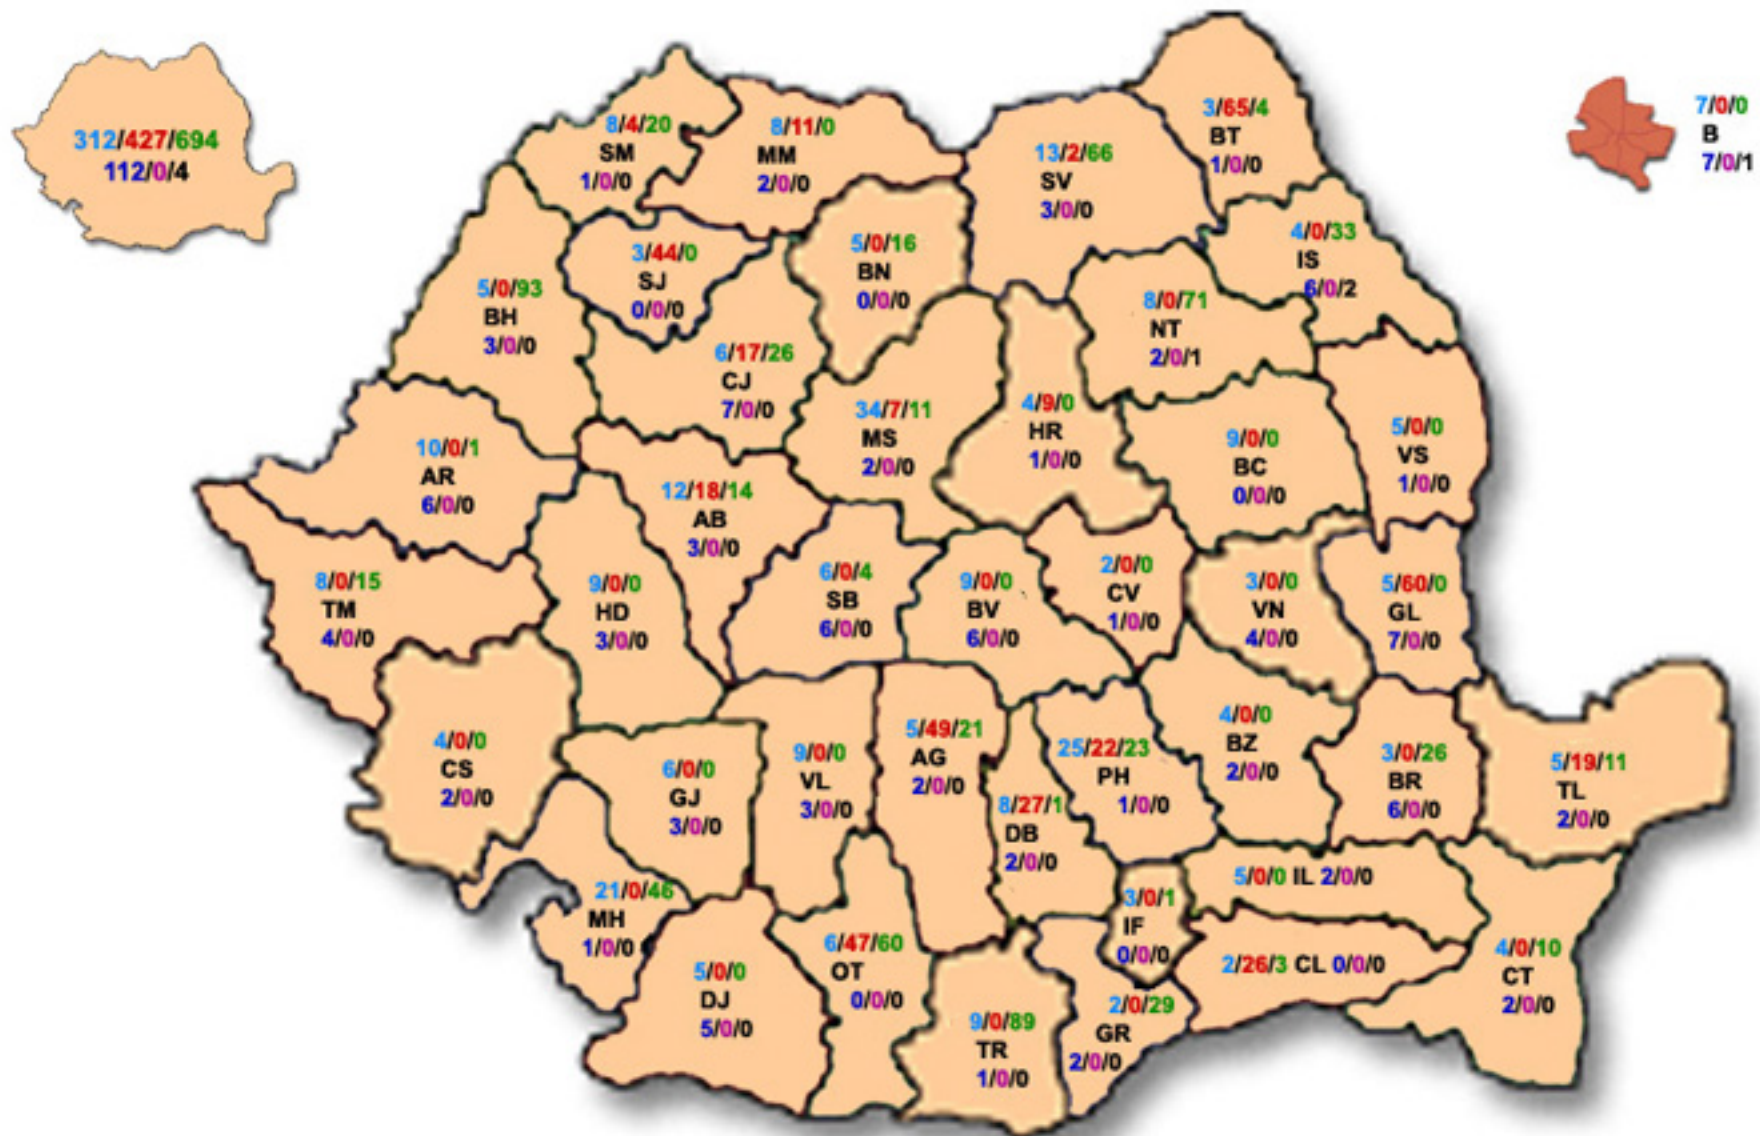 312/427/694
112/0/4
7/0/0
B
7/0/1
8/4/20
SM
1/0/0
8/11/0
MM
2/0/0
13/2/66
SV
3/0/0
3/65/4
BT
1/0/0
5/0/93
BH
3/0/0
3/44/0
SJ
0/0/0
5/0/16
BN
0/0/0
4/0/33
IS
6/0/2
8/0/71
NT
2/0/1
6/17/26
CJ
7/0/0
34/7/11
MS
2/0/0
4/9/0
HR
1/0/0
9/0/0
BC
0/0/0
5/0/0
VS
1/0/0
10/0/1
AR
6/0/0
12/18/14
AB
3/0/0
8/0/15
TM
4/0/0
9/0/0
HD
3/0/0
6/0/4
SB
6/0/0
9/0/0
BV
6/0/0
2/0/0
CV
1/0/0
3/0/0
VN
4/0/0
5/60/0
GL
7/0/0
4/0/0
CS
2/0/0
6/0/0
GJ
3/0/0
9/0/0
VL
3/0/0
5/49/21
AG
2/0/0
8/27/1
DB
2/0/0
25/22/23
PH
1/0/0
4/0/0
BZ
2/0/0
3/0/26
BR
6/0/0
5/19/11
TL
2/0/0
21/0/46
MH
1/0/0
5/0/0
DJ
5/0/0
6/47/60
OT
0/0/0
9/0/89
TR
1/0/0
2/0/29
GR
2/0/0
3/0/1
IF
0/0/0
5/0/0 IL 2/0/0
2/26/3 CL 0/0/0
4/0/10
CT
2/0/0